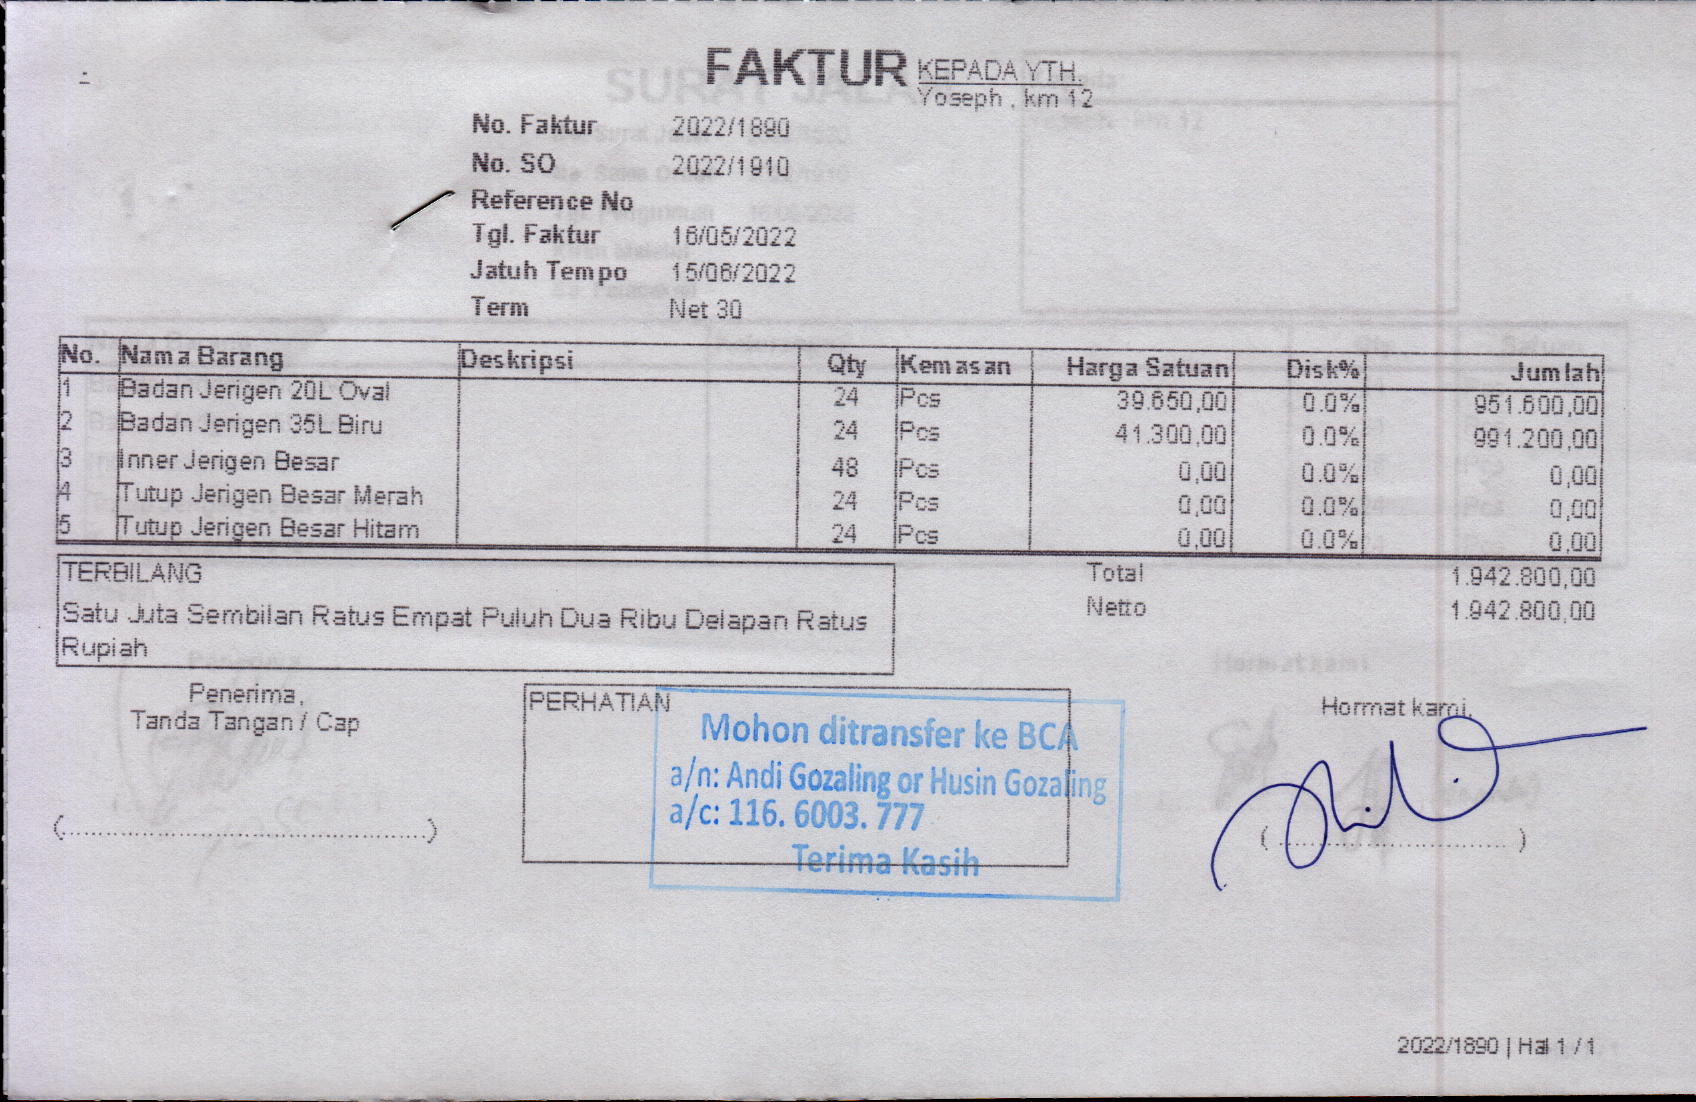 FAKTUR
KEPADA YTH.
Yoseph , km 12
No. Faktur 2022/1890
No. SO 2022/1910
Reference No
Tgl. Faktur 16/05/2022
Jatuh Tempo 15/06/2022
Term Net 30
No. Nama Barang Deskripsi Qty Kemasan Harga Satuan Disk% Jumlah
1 Badan Jerigen 20L Oval 24 Pcs 39.650,00 0.0% 951.600,00
2 Badan Jerigen 35L Biru 24 Pcs 41.300,00 0.0% 991.200,00
3 Inner Jerigen Besar 48 Pcs 0,00 0.0% 0,00
4 Tutup Jerigen Besar Merah 24 Pcs 0,00 0.0% 0,00
5 Tutup Jerigen Besar Hitam 24 Pcs 0,00 0.0% 0,00
TERBILANG
Satu Juta Sembilan Ratus Empat Puluh Dua Ribu Delapan Ratus
Rupiah
Total 1.942.800,00
Netto 1.942.800,00
Penerima,
Tanda Tangan / Cap
(........................................)
PERHATIAN
Mohon ditransfer ke BCA
a/n: Andi Gozaling or Husin Gozaling
a/c: 116. 6003. 777
Terima Kasih
Hormat kami,
(........................................)
2022/1890 | Hal 1 / 1